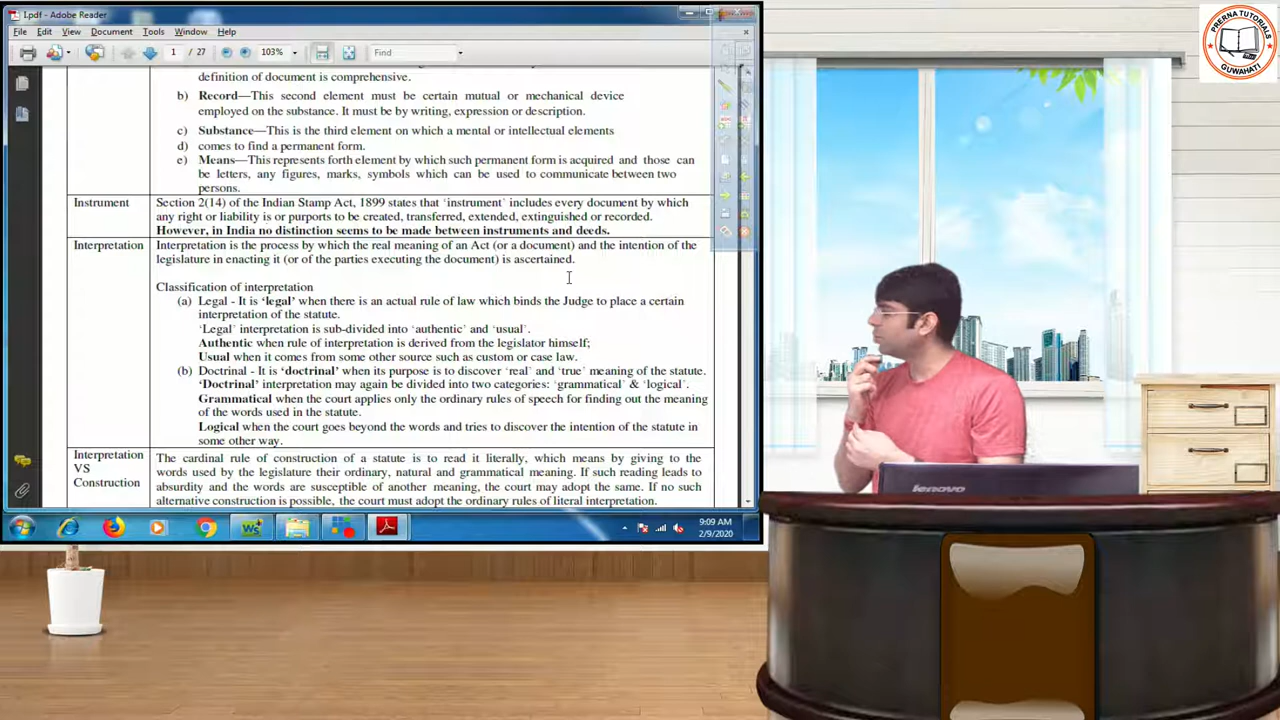 l.pdf - Adobe Reader
File Edit View Document Tools Window Help
1 / 27 103% Find
definition of document is comprehensive.
b) Record—This second element must be certain mutual or mechanical device
employed on the substance. It must be by writing, expression or description.
c) Substance—This is the third element on which a mental or intellectual elements
d) comes to find a permanent form.
e) Means—This represents forth element by which such permanent form is acquired and those can
be letters, any figures, marks, symbols which can be used to communicate between two
persons.
Instrument
Section 2(14) of the Indian Stamp Act, 1899 states that ‘instrument’ includes every document by which
any right or liability is or purports to be created, transferred, extended, extinguished or recorded.
However, in India no distinction seems to be made between instruments and deeds.
Interpretation
Interpretation is the process by which the real meaning of an Act (or a document) and the intention of the
legislature in enacting it (or of the parties executing the document) is ascertained.
Classification of interpretation
(a) Legal - It is ‘legal’ when there is an actual rule of law which binds the Judge to place a certain
interpretation of the statute.
‘Legal’ interpretation is sub-divided into ‘authentic’ and ‘usual’.
Authentic when rule of interpretation is derived from the legislator himself;
Usual when it comes from some other source such as custom or case law.
(b) Doctrinal - It is ‘doctrinal’ when its purpose is to discover ‘real’ and ‘true’ meaning of the statute.
‘Doctrinal’ interpretation may again be divided into two categories: ‘grammatical’ & ‘logical’.
Grammatical when the court applies only the ordinary rules of speech for finding out the meaning
of the words used in the statute.
Logical when the court goes beyond the words and tries to discover the intention of the statute in
some other way.
Interpretation
VS
Construction
The cardinal rule of construction of a statute is to read it literally, which means by giving to the
words used by the legislature their ordinary, natural and grammatical meaning. If such reading leads to
absurdity and the words are susceptible of another meaning, the court may adopt the same. If no such
alternative construction is possible, the court must adopt the ordinary rules of literal interpretation.
9:09 AM
2/9/2020
PRERNA TUTORIALS
GUWAHATI
lenovo